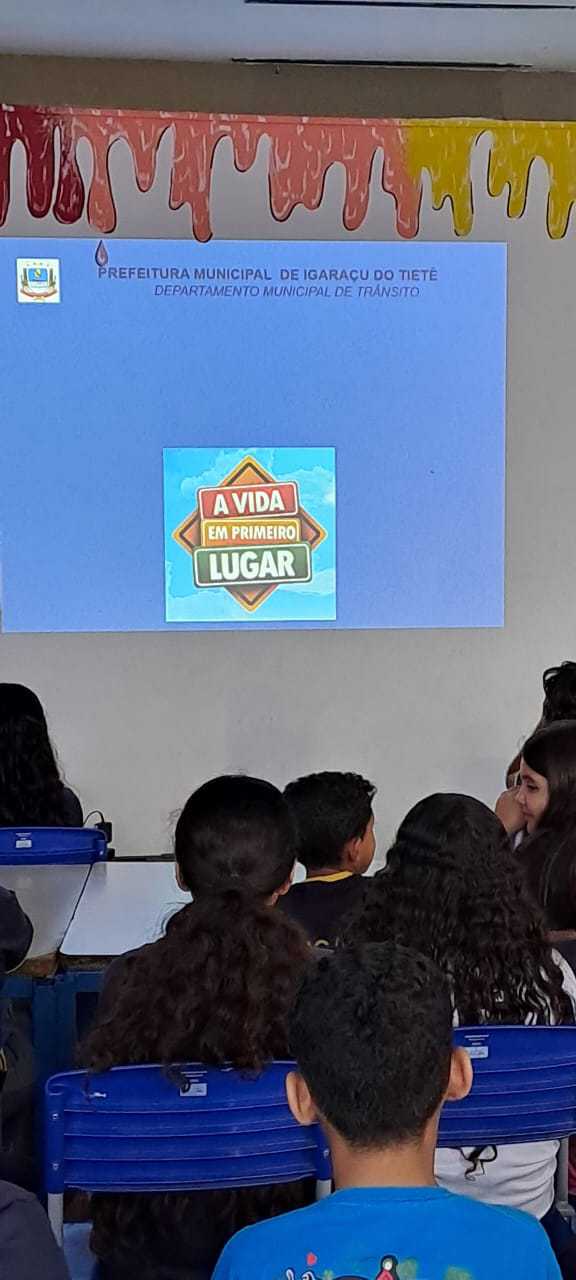 PREFEITURA MUNICIPAL DE IGARAÇU DO TIETÊ
DEPARTAMENTO MUNICIPAL DE TRÂNSITO
A VIDA
EM PRIMEIRO
LUGAR